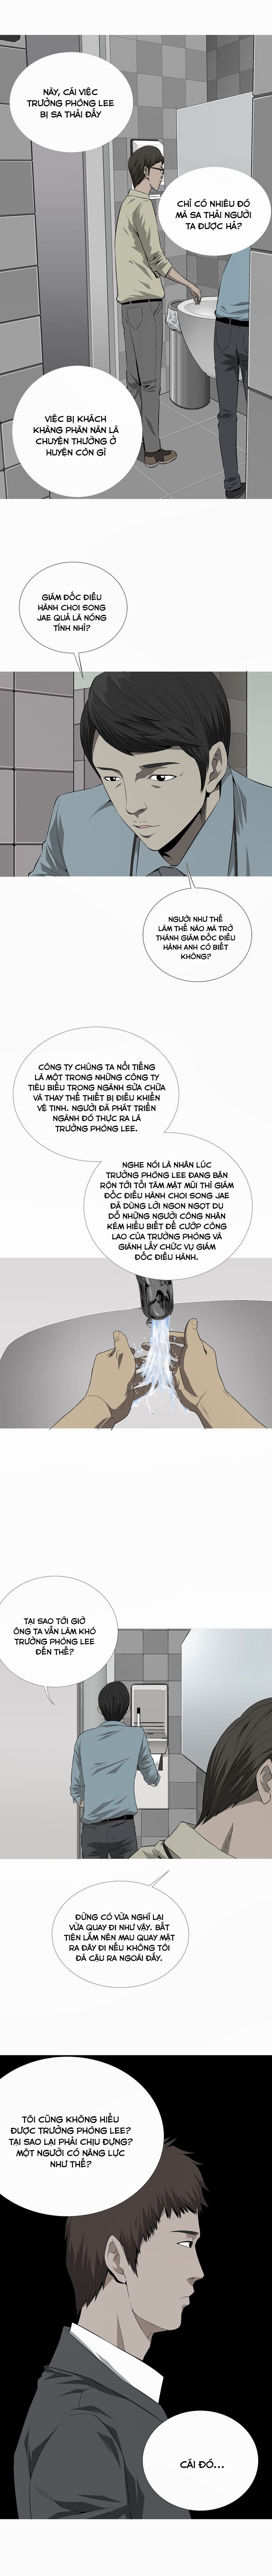 NÀY, CÁI VIỆC
TRƯỞNG PHÒNG LEE
BỊ SA THẢI ĐẤY
CHỈ CÓ NHIÊU ĐÓ
MÀ SA THẢI NGƯỜI
TA ĐƯỢC HẢ?
VIỆC BỊ KHÁCH
KHÀNG PHÀN NÀN LÀ
CHUYỆN THƯỜNG Ở
HUYỆN CÒN GÌ
GIÁM ĐỐC ĐIỀU
HÀNH CHOI SONG
JAE QUẢ LÀ NÓNG
TÍNH NHỈ?
NGƯỜI NHƯ THẾ
LÀM THẾ NÀO MÀ TRỞ
THÀNH GIÁM ĐỐC ĐIỀU
HÀNH ANH CÓ BIẾT
KHÔNG?
CÔNG TY CHÚNG TA NỔI TIẾNG
LÀ MỘT TRONG NHỮNG CÔNG TY
TIÊU BIỂU TRONG NGÀNH SỬA CHỮA
VÀ THAY THẾ THIẾT BỊ ĐIỀU KHIỂN
VỆ TINH. NGƯỜI ĐÃ PHÁT TRIỂN
NGÀNH ĐÓ THỰC RA LÀ
TRƯỞNG PHÒNG LEE.
NGHE NÓI LÀ NHÂN LÚC
TRƯỞNG PHÒNG LEE ĐANG BẬN
RỘN TỚI TỐI TĂM MẶT MŨI THÌ GIÁM
ĐỐC ĐIỀU HÀNH CHOI SONG JAE
ĐÃ DÙNG LỜI NGON NGỌT DỤ
DỖ NHỮNG NGƯỜI CÔNG NHÂN
KÉM HIỂU BIẾT ĐỂ CƯỚP CÔNG
LAO CỦA TRƯỞNG PHÒNG VÀ
GIÀNH LẤY CHỨC VỤ GIÁM
ĐỐC ĐIỀU HÀNH.
TẠI SAO TỚI GIỜ
ÔNG TA VẪN LÀM KHÓ
TRƯỞNG PHÒNG LEE
ĐẾN THẾ?
ĐỪNG CÓ VỪA NGHĨ LẠI
VỪA QUAY ĐI NHƯ VẬY. BẤT
TIỆN LẮM NÊN MAU QUAY MẶT
RA ĐÂY ĐI NẾU KHÔNG TÔI
ĐÁ CẬU RA NGOÀI ĐẤY.
TÔI CŨNG KHÔNG HIỂU
ĐƯỢC TRƯỞNG PHÒNG LEE?
TẠI SAO LẠI PHẢI CHỊU ĐỰNG?
MỘT NGƯỜI CÓ NĂNG LỰC
NHƯ THẾ?
CÁI ĐÓ...